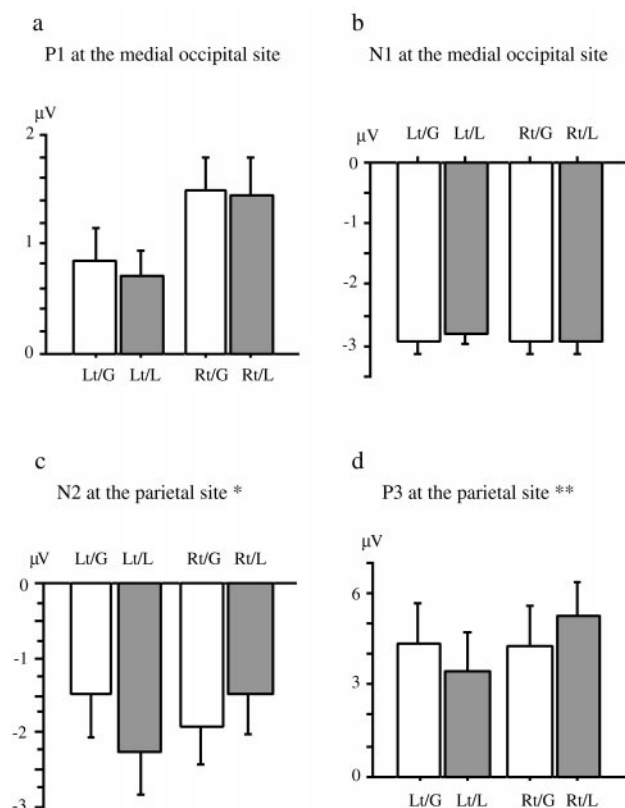 a
P1 at the medial occipital site
μV
2
1
0
Lt/G Lt/L Rt/G Rt/L
b
N1 at the medial occipital site
μV Lt/G Lt/L Rt/G Rt/L
0
-1
-2
-3
c
N2 at the parietal site *
μV Lt/G Lt/L Rt/G Rt/L
0
-1
-2
-3
d
P3 at the parietal site **
μV
6
3
0
Lt/G Lt/L Rt/G Rt/L